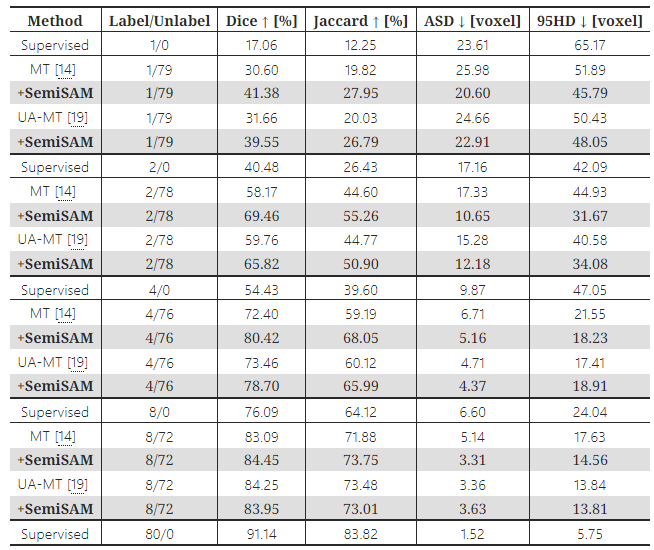 Method Label/Unlabel Dice ↑ [%] Jaccard ↑ [%] ASD ↓ [voxel] 95HD ↓ [voxel]
Supervised 1/0 17.06 12.25 23.61 65.17
MT [14] 1/79 30.60 19.82 25.98 51.89
+SemiSAM 1/79 41.38 27.95 20.60 45.79
UA-MT [19] 1/79 31.66 20.03 24.66 50.43
+SemiSAM 1/79 39.55 26.79 22.91 48.05
Supervised 2/0 40.48 26.43 17.16 42.09
MT [14] 2/78 58.17 44.60 17.33 44.93
+SemiSAM 2/78 69.46 55.26 10.65 31.67
UA-MT [19] 2/78 59.76 44.77 15.28 40.58
+SemiSAM 2/78 65.82 50.90 12.18 34.08
Supervised 4/0 54.43 39.60 9.87 47.05
MT [14] 4/76 72.40 59.19 6.71 21.55
+SemiSAM 4/76 80.42 68.05 5.16 18.23
UA-MT [19] 4/76 73.46 60.12 4.71 17.41
+SemiSAM 4/76 78.70 65.99 4.37 18.91
Supervised 8/0 76.09 64.12 6.60 24.04
MT [14] 8/72 83.09 71.88 5.14 17.63
+SemiSAM 8/72 84.45 73.75 3.31 14.56
UA-MT [19] 8/72 84.25 73.48 3.36 13.84
+SemiSAM 8/72 83.95 73.01 3.63 13.81
Supervised 80/0 91.14 83.82 1.52 5.75